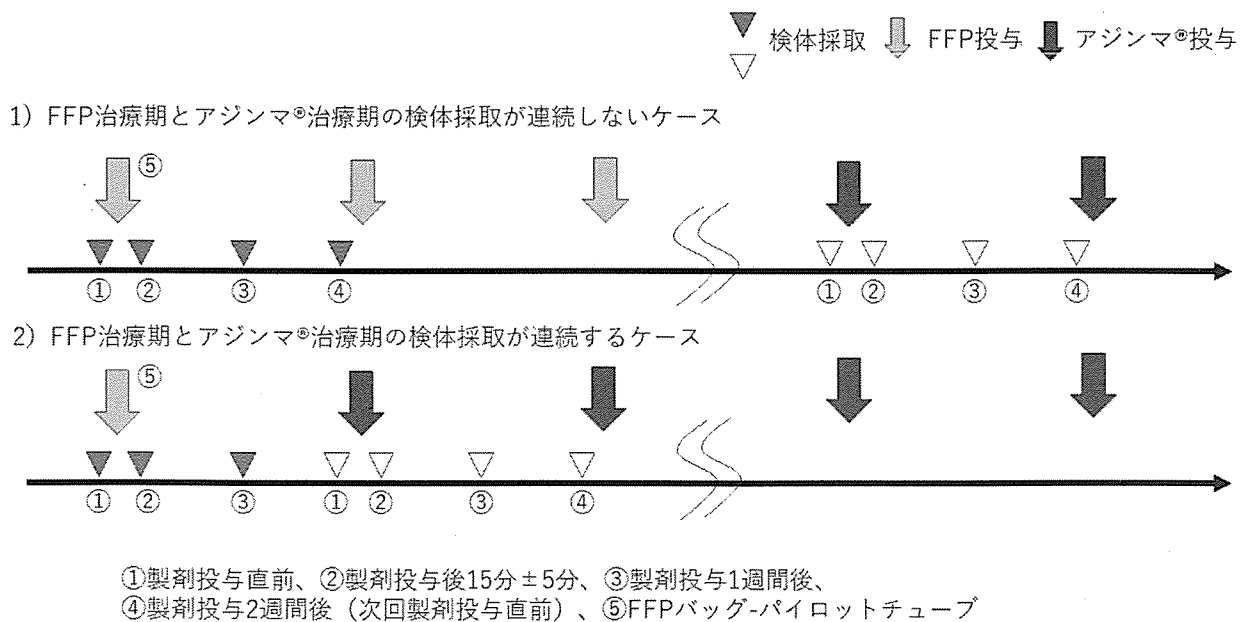 検体採取 FFP投与 アジンマ®投与
1) FFP治療期とアジンマ®治療期の検体採取が連続しないケース
⑤
① ② ③ ④ ① ② ③ ④
2) FFP治療期とアジンマ®治療期の検体採取が連続するケース
⑤
① ② ③ ① ② ③ ④
①製剤投与直前、②製剤投与後15分±5分、③製剤投与1週間後、
④製剤投与2週間後（次回製剤投与直前）、⑤FFPバッグ-パイロットチューブ